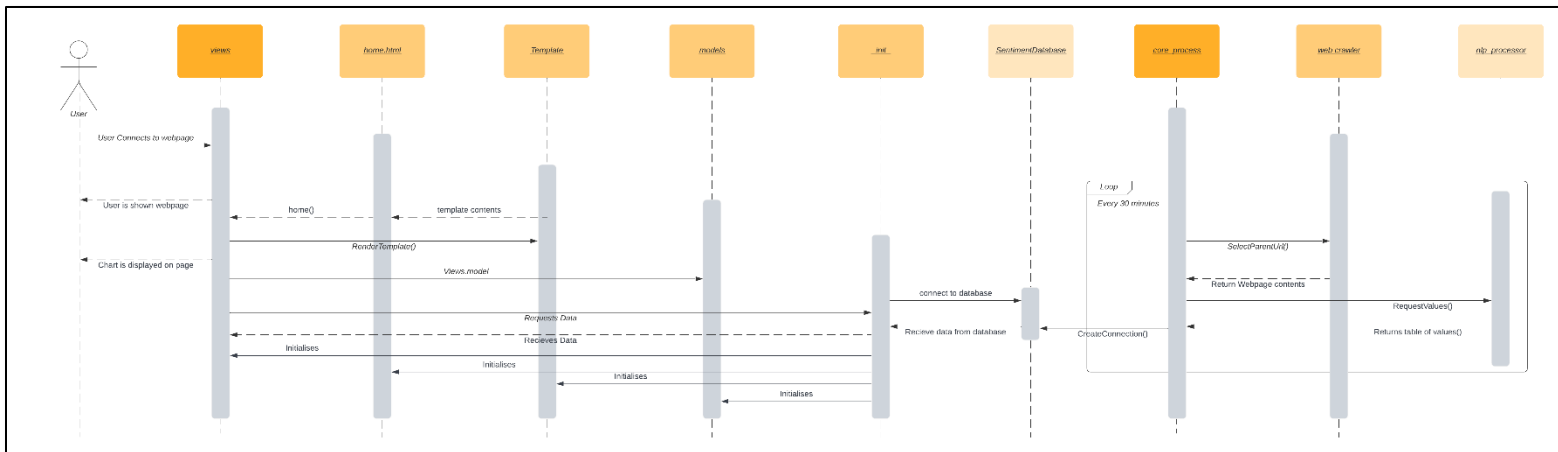 views
home.html
Template
models
_init_
SentimentDatabase
core_process
web crawler
nlp_processor
User
User Connects to webpage
Loop
Every 30 minutes
User is shown webpage
home()
template contents
RenderTemplate()
SelectParentUrl()
Chart is displayed on page
Views.model
Return Webpage contents
connect to database
RequestValues()
Requests Data
Recieve data from database
CreateConnection()
Returns table of values()
Recieves Data
Initialises
Initialises
Initialises
Initialises